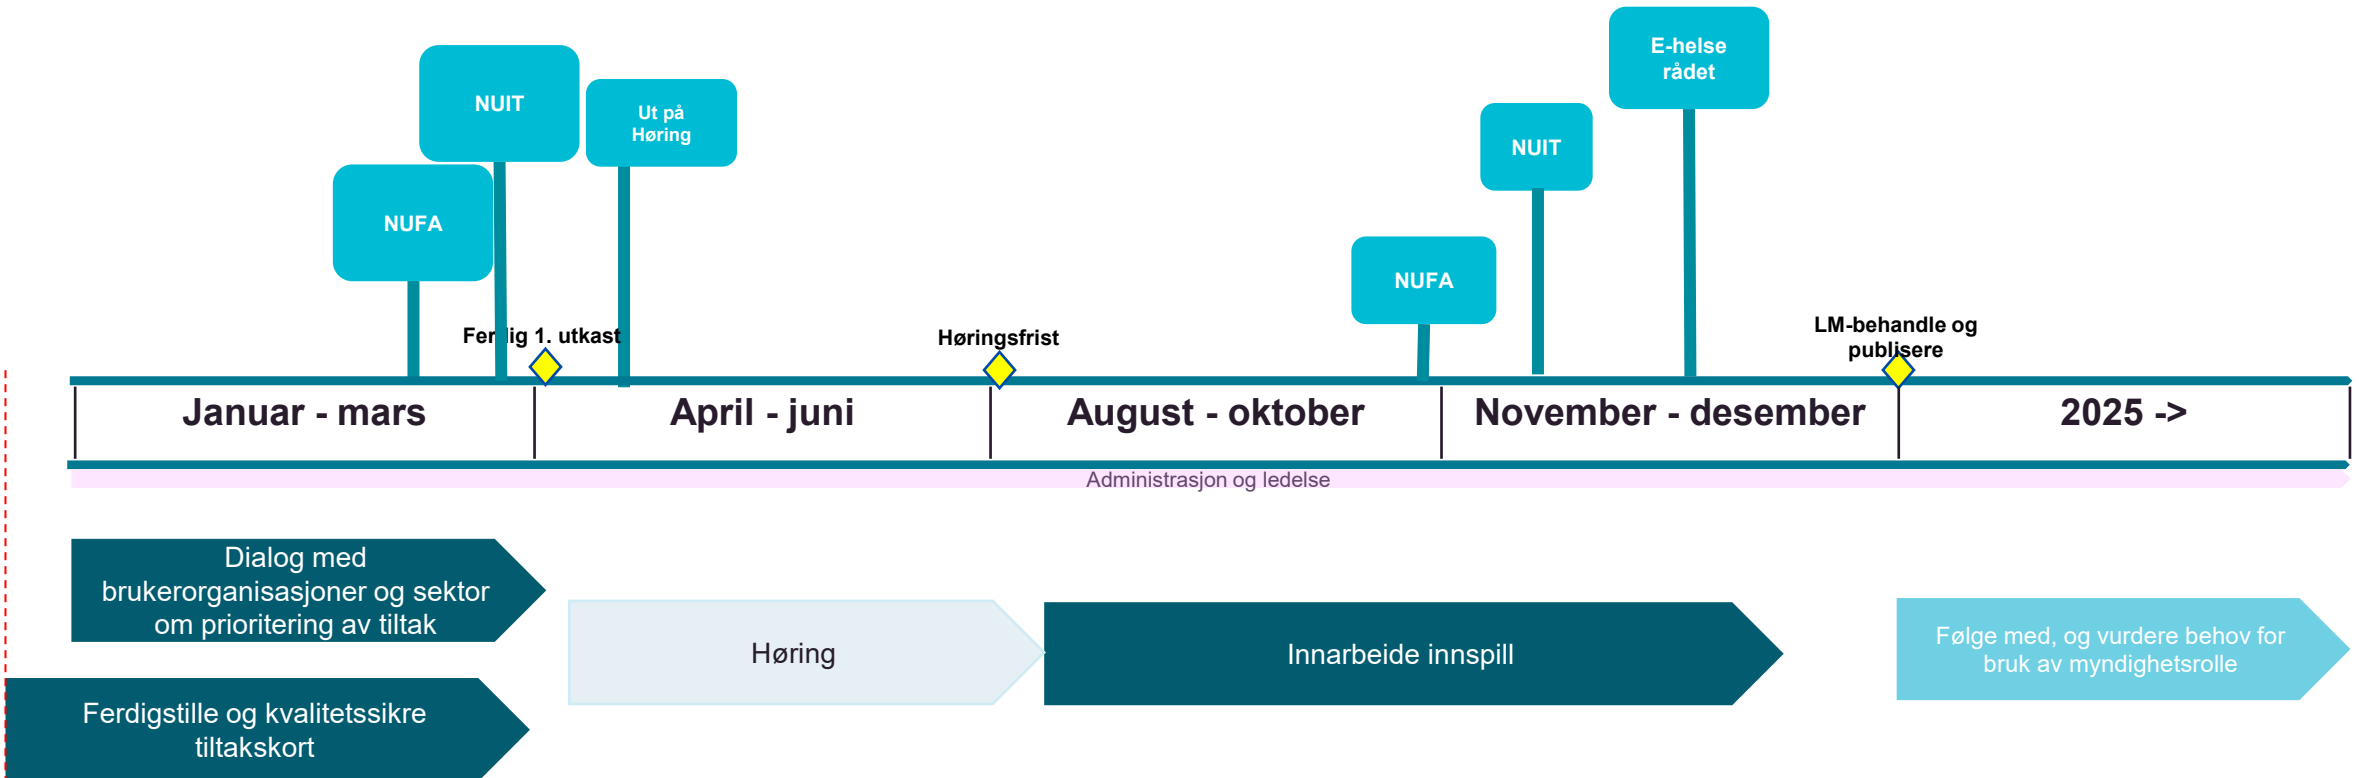 E-helse
rådet
NUIT
Ut på
Høring
NUIT
NUFA
NUFA
Ferdig 1. utkast
Høringsfrist
LM-behandle og
publisere
Januar - mars
April - juni
August - oktober
November - desember
2025 ->
Administrasjon og ledelse
Dialog med
brukerorganisasjoner og sektor
om prioritering av tiltak
Høring
Innarbeide innspill
Følge med, og vurdere behov for
bruk av myndighetsrolle
Ferdigstille og kvalitetssikre
tiltakskort